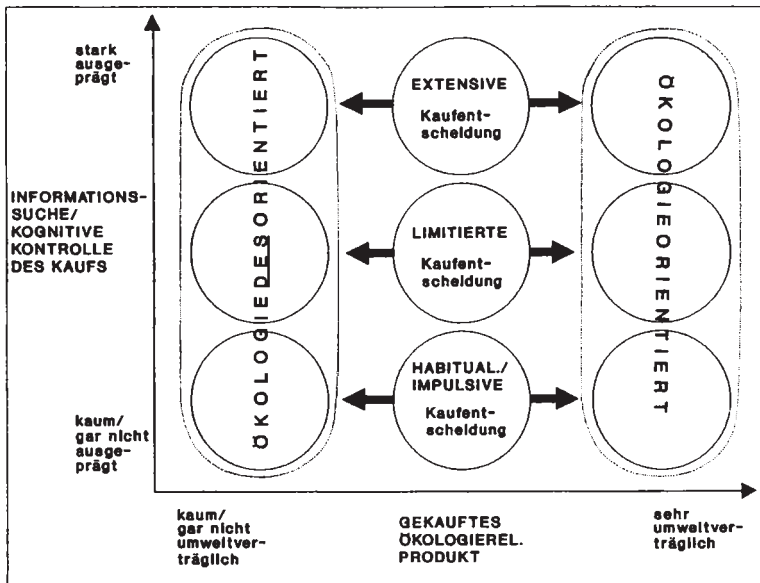 stark
ausge-
prägt
INFORMATIONS-
SUCHE/
KOGNITIVE
KONTROLLE
DES KAUFS
kaum/
gar nicht
ausge-
prägt
ÖKOLOGIEDESORIENTIERT
EXTENSIVE
Kaufent-
scheidung
LIMITIERTE
Kaufent-
scheidung
HABITUAL./
IMPULSIVE
Kaufent-
scheidung
ÖKOLOGIEORIENTIERT
kaum/
gar nicht
umweltver-
träglich
GEKAUFTES
ÖKOLOGIEREL.
PRODUKT
sehr
umweltver-
träglich